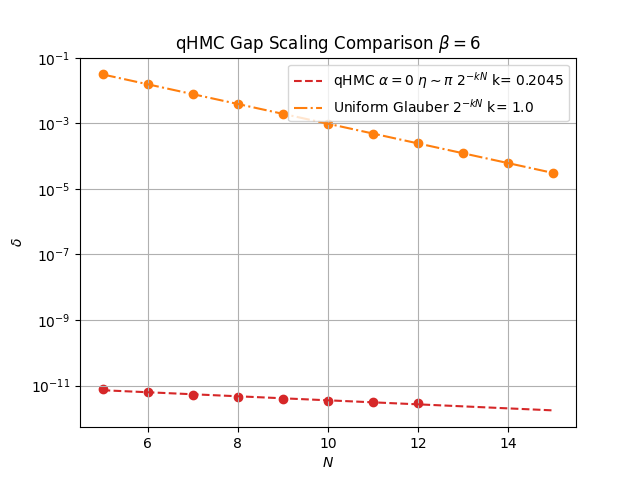 qHMC Gap Scaling Comparison β = 6
qHMC α = 0 η ~ π 2^{-kN} k= 0.2045
Uniform Glauber 2^{-kN} k= 1.0
10^{-1}
10^{-3}
10^{-5}
10^{-7}
10^{-9}
10^{-11}
δ
6 8 10 12 14
N